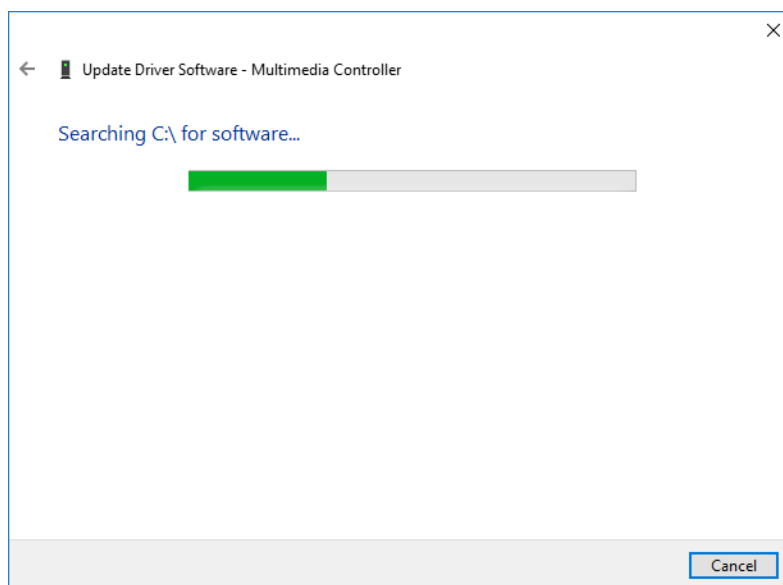 Update Driver Software - Multimedia Controller
Searching C:\ for software...
Cancel